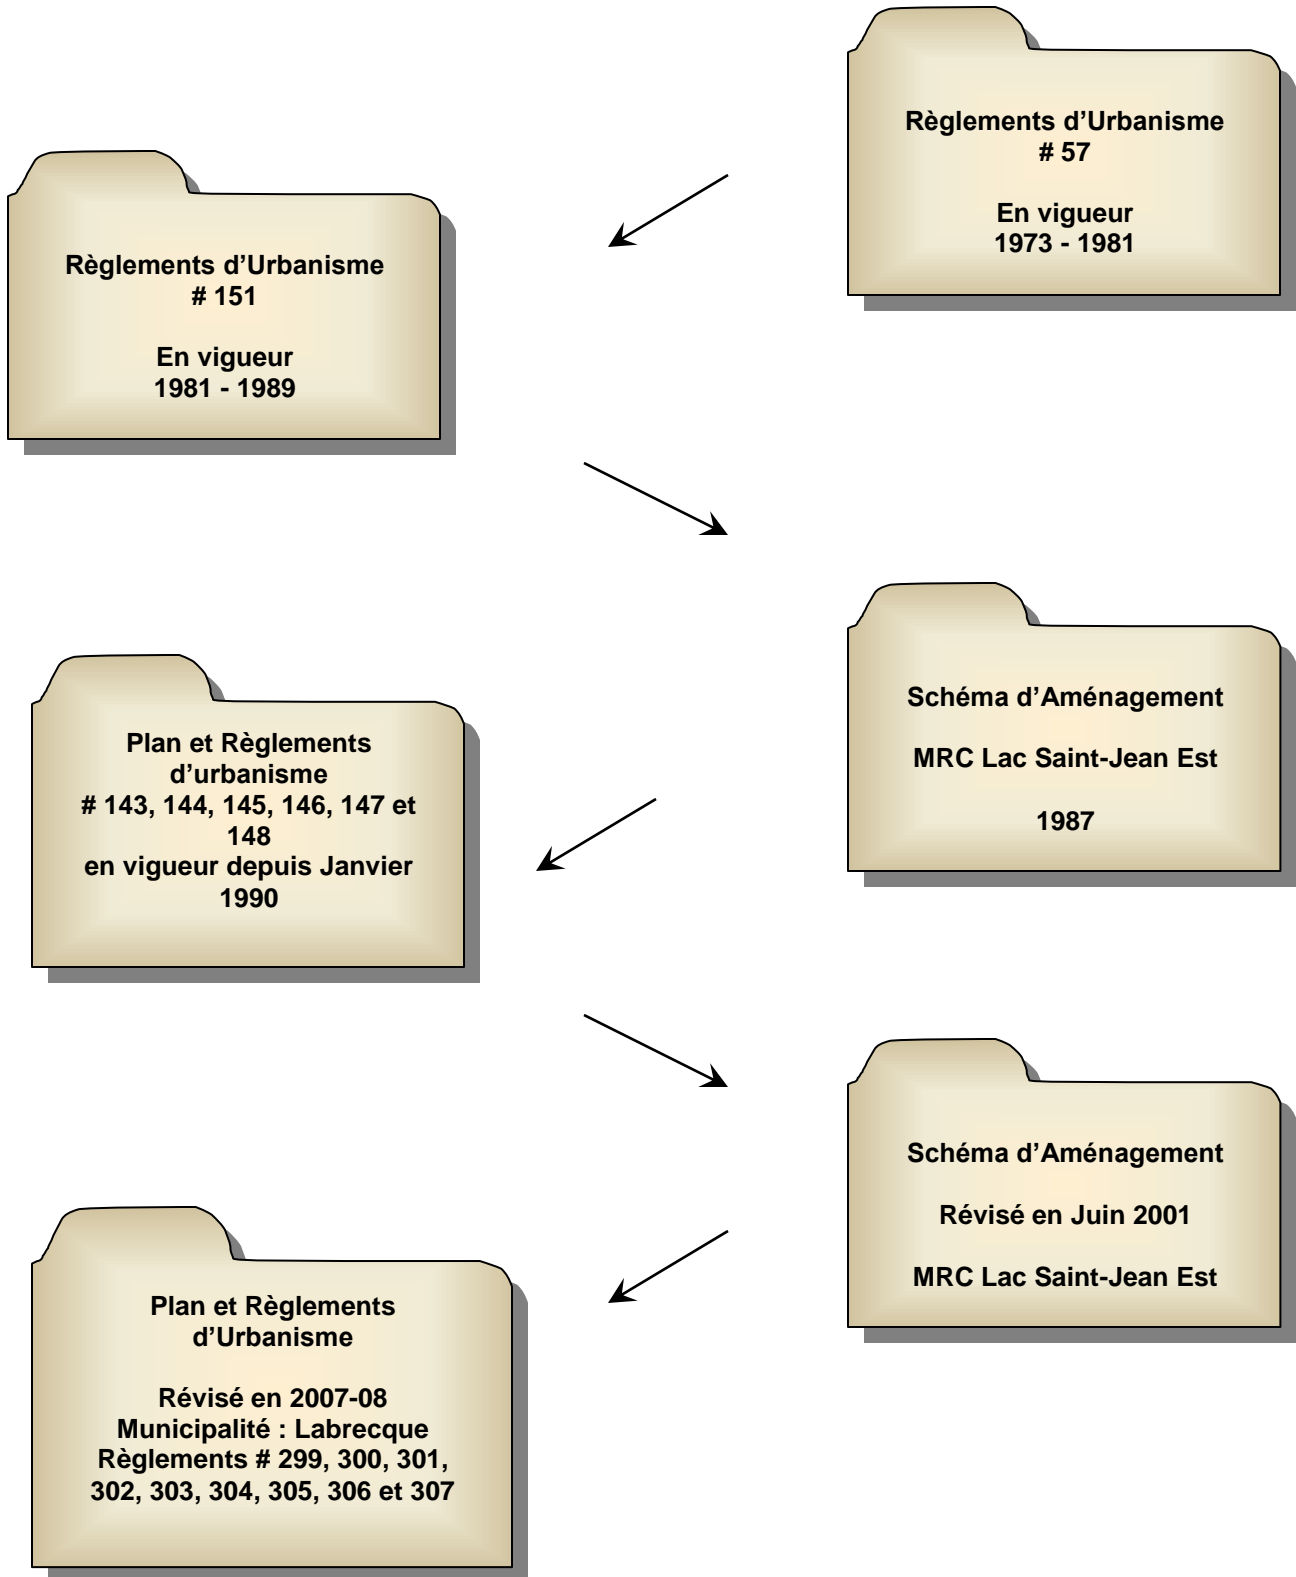 Règlements d'Urbanisme
# 57
En vigueur
1973 - 1981
Règlements d'Urbanisme
# 151
En vigueur
1981 - 1989
Schéma d'Aménagement
MRC Lac Saint-Jean Est
1987
Plan et Règlements
d'urbanisme
# 143, 144, 145, 146, 147 et
148
en vigueur depuis Janvier
1990
Schéma d'Aménagement
Révisé en Juin 2001
MRC Lac Saint-Jean Est
Plan et Règlements
d'Urbanisme
Révisé en 2007-08
Municipalité : Labrecque
Règlements # 299, 300, 301,
302, 303, 304, 305, 306 et 307